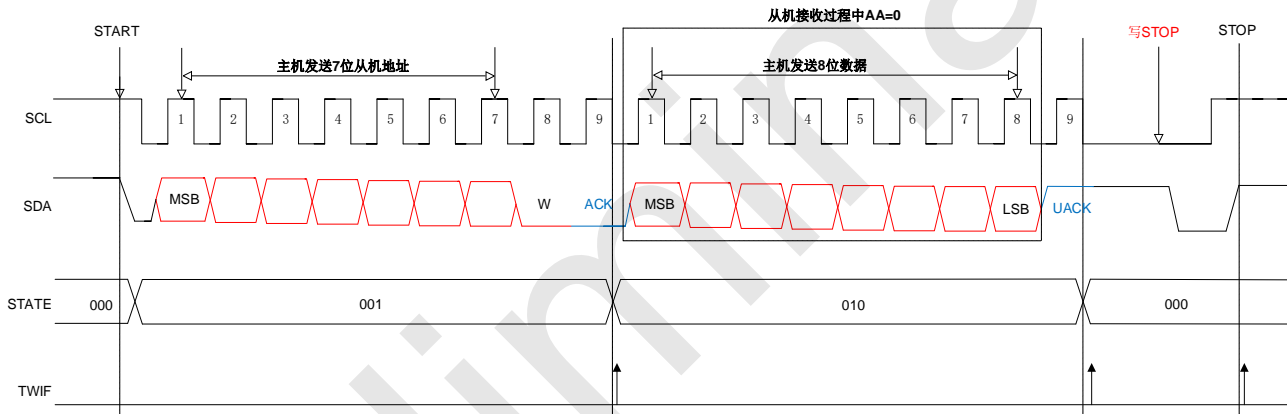 从机接收过程中AA=0
START
写STOP
STOP
主机发送7位从机地址
主机发送8位数据
SCL
1 2 3 4 5 6 7 8 9 1 2 3 4 5 6 7 8 9
SDA
MSB
W
ACK
MSB
LSB
UACK
STATE
000
001
010
000
TWIF